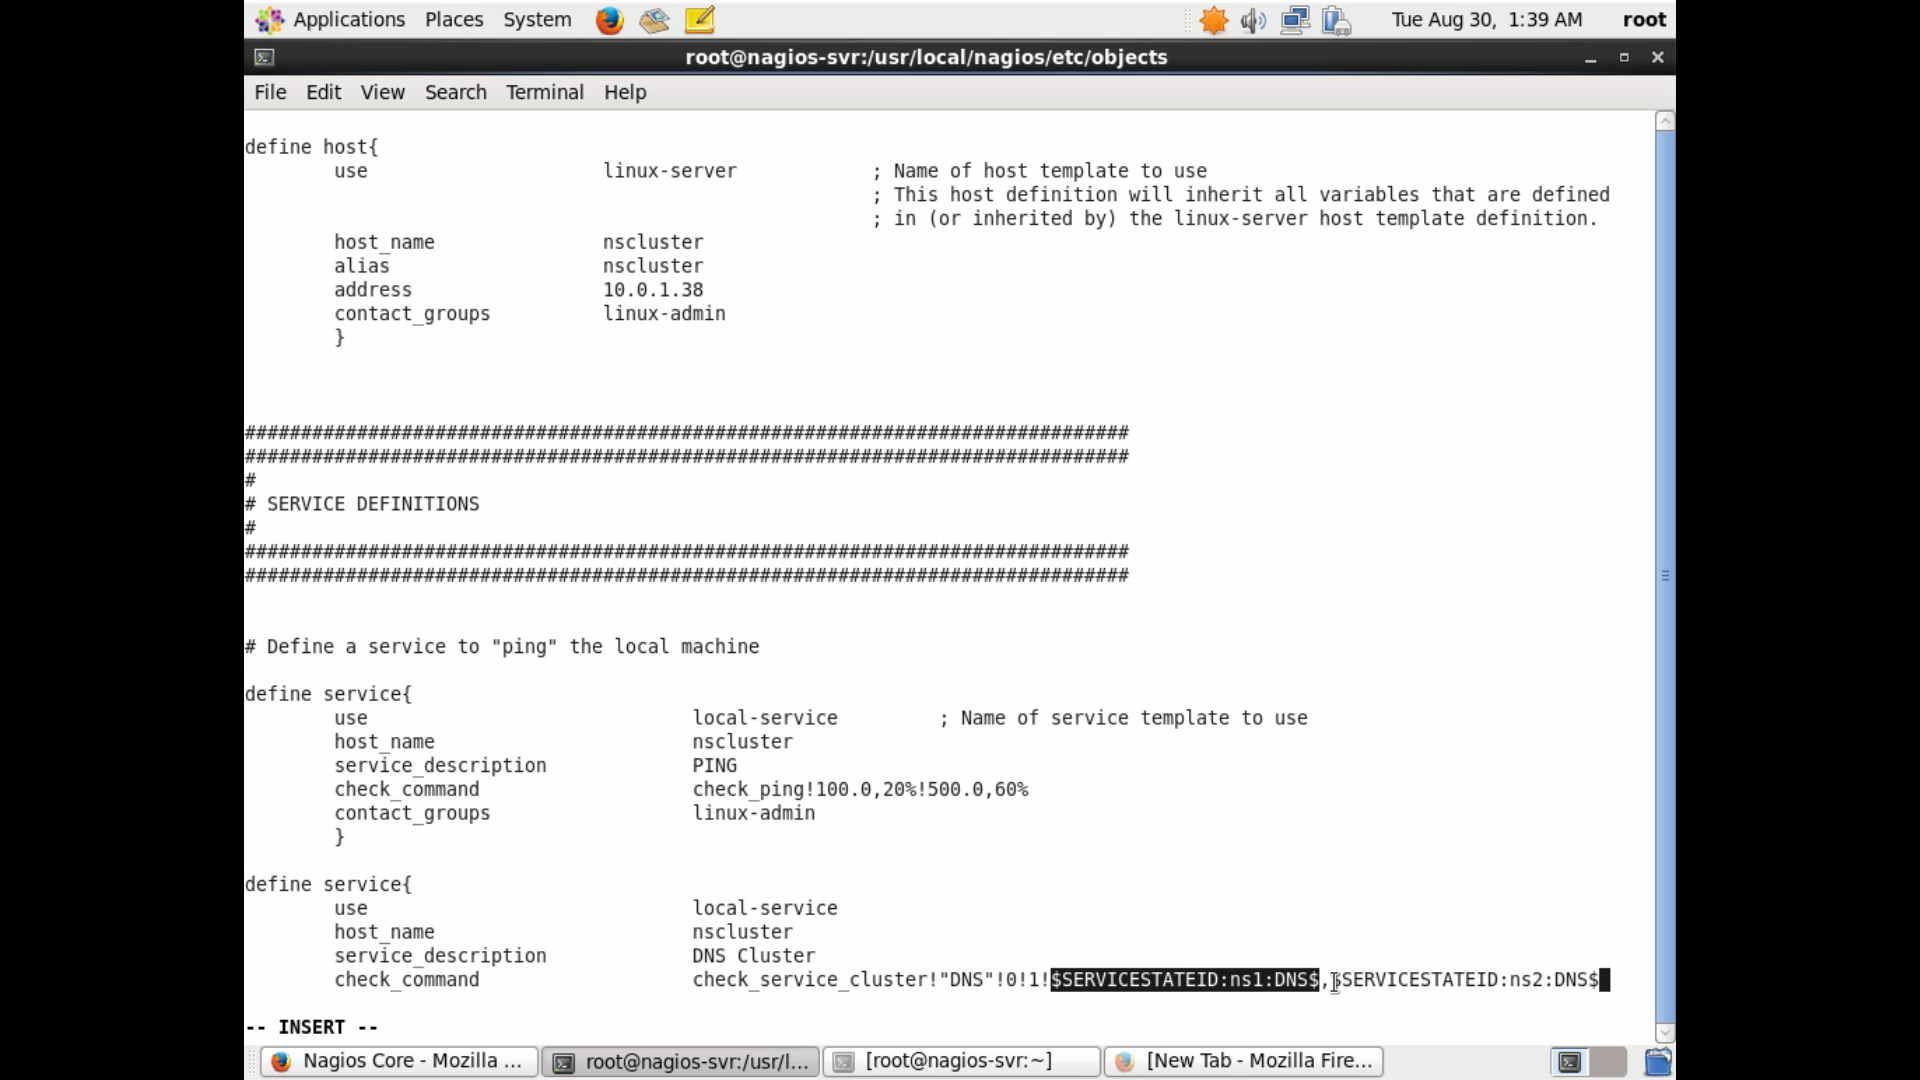 Applications Places System Tue Aug 30, 1:39 AM root
root@nagios-svr:/usr/local/nagios/etc/objects
File Edit View Search Terminal Help
define host{
use linux-server ; Name of host template to use
; This host definition will inherit all variables that are defined
; in (or inherited by) the linux-server host template definition.
host_name nscluster
alias nscluster
address 10.0.1.38
contact_groups linux-admin
}
###############################################################################
###############################################################################
#
# SERVICE DEFINITIONS
#
###############################################################################
###############################################################################
# Define a service to "ping" the local machine
define service{
use local-service ; Name of service template to use
host_name nscluster
service_description PING
check_command check_ping!100.0,20%!500.0,60%
contact_groups linux-admin
}
define service{
use local-service
host_name nscluster
service_description DNS Cluster
check_command check_service_cluster!"DNS"!0!1!$SERVICESTATEID:ns1:DNS$,$SERVICESTATEID:ns2:DNS$
-- INSERT --
Nagios Core - Mozilla ... root@nagios-svr:/usr/l... [root@nagios-svr:~] [New Tab - Mozilla Fire...